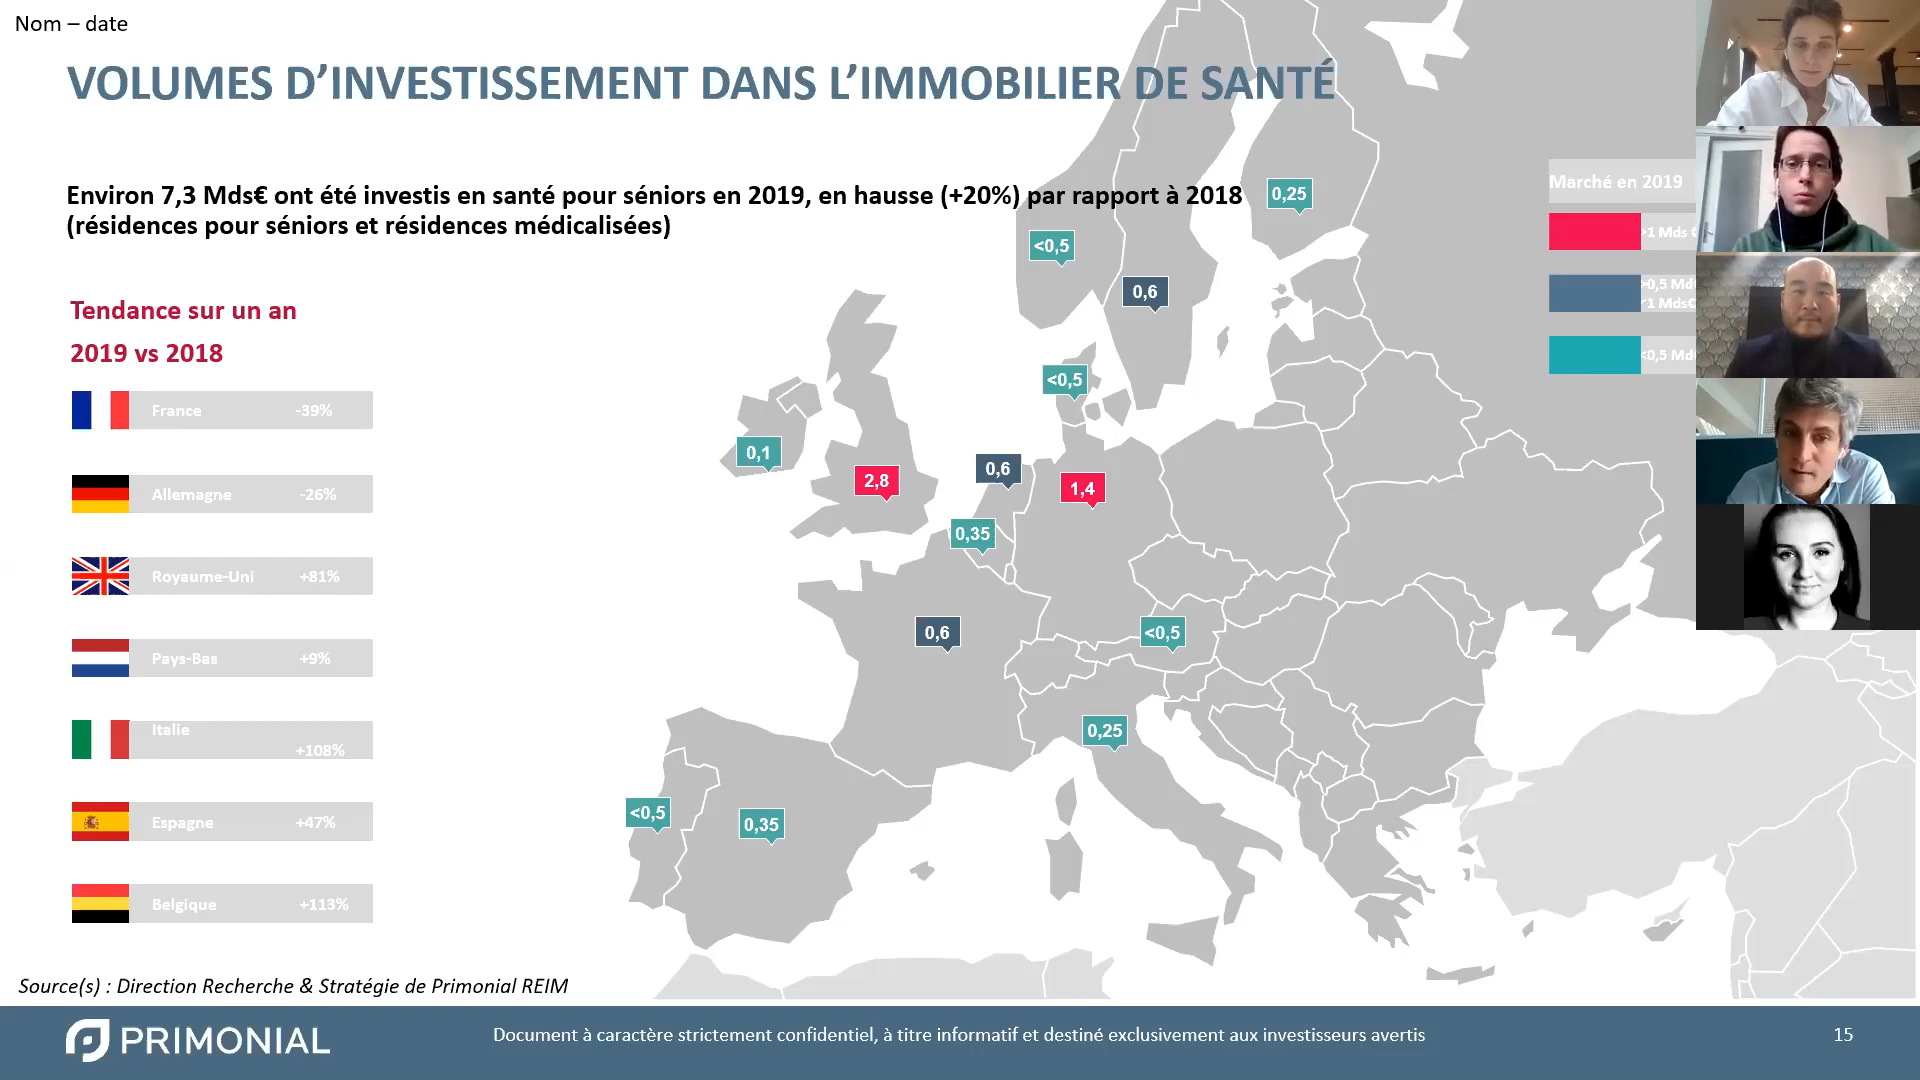 Nom – date
VOLUMES D’INVESTISSEMENT DANS L’IMMOBILIER DE SANTÉ
Environ 7,3 Mds€ ont été investis en santé pour séniors en 2019, en hausse (+20%) par rapport à 2018
(résidences pour séniors et résidences médicalisées)
Tendance sur un an
2019 vs 2018
France -39%
Allemagne -26%
Royaume-Uni +81%
Pays-Bas +9%
Italie
+108%
Espagne +47%
Belgique +113%
0,25
<0,5
0,6
<0,5
0,1
2,8
0,6
1,4
0,35
0,6
<0,5
0,25
<0,5
0,35
Marché en 2019
>1 Mds
>0,5 Md
1 Mds€
<0,5 Md
Source(s) : Direction Recherche & Stratégie de Primonial REIM
PRIMONIAL
Document à caractère strictement confidentiel, à titre informatif et destiné exclusivement aux investisseurs avertis
15